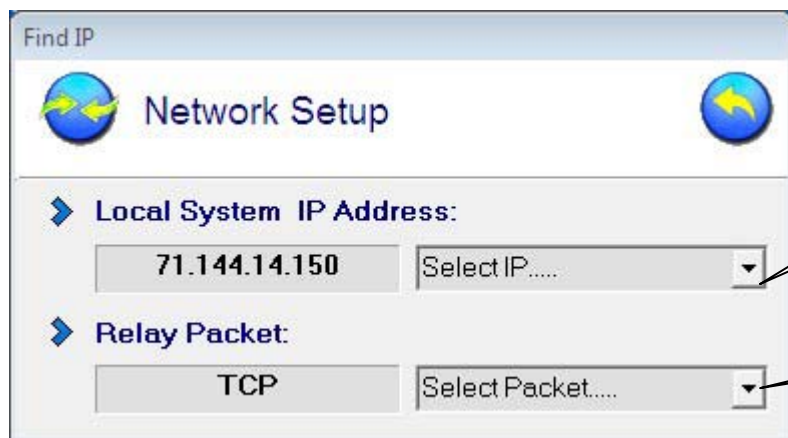 Find IP
Network Setup
Local System  IP Address:
71.144.14.150 Select IP.....
Relay Packet:
TCP Select Packet.....